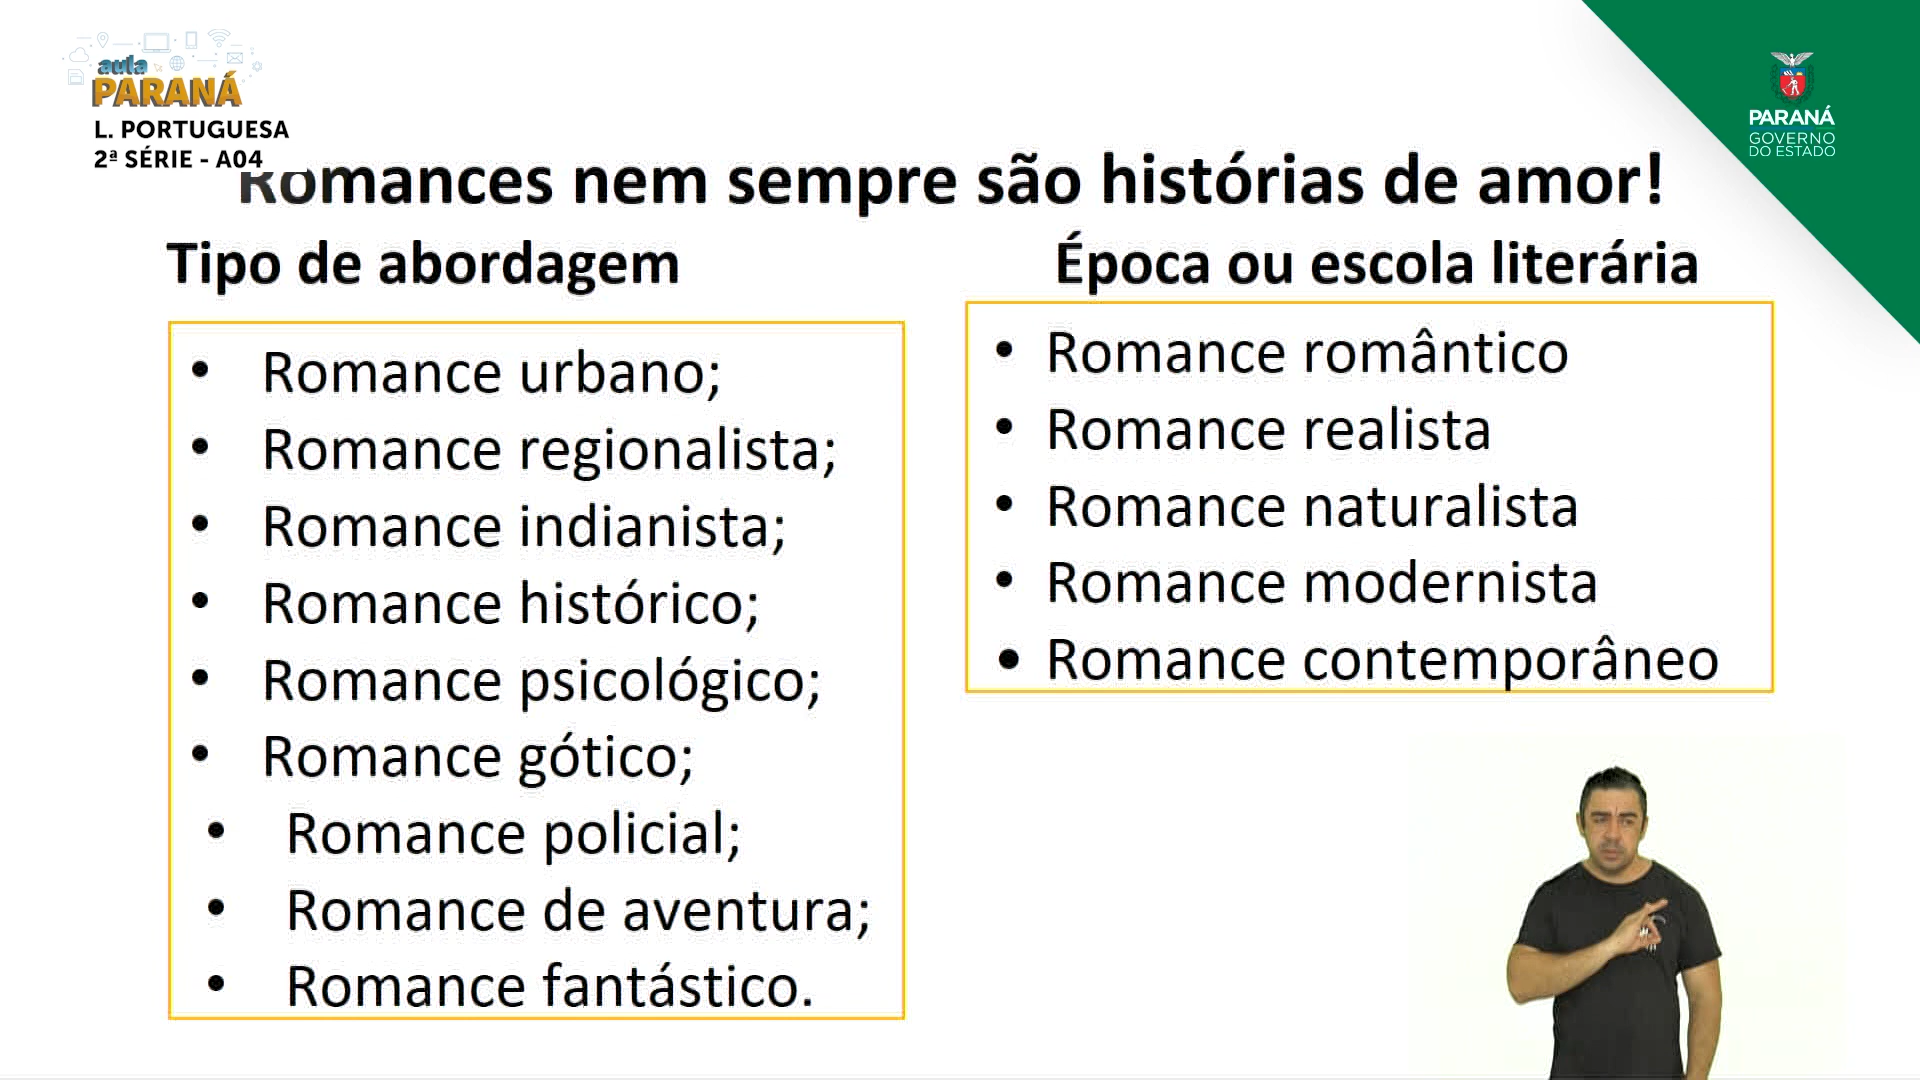 aula
PARANÁ
L. PORTUGUESA
2ª SÉRIE - A04
PARANÁ
GOVERNO
DO ESTADO
Romances nem sempre são histórias de amor!
Tipo de abordagem
• Romance urbano;
• Romance regionalista;
• Romance indianista;
• Romance histórico;
• Romance psicológico;
• Romance gótico;
• Romance policial;
• Romance de aventura;
• Romance fantástico.
Época ou escola literária
• Romance romântico
• Romance realista
• Romance naturalista
• Romance modernista
• Romance contemporâneo